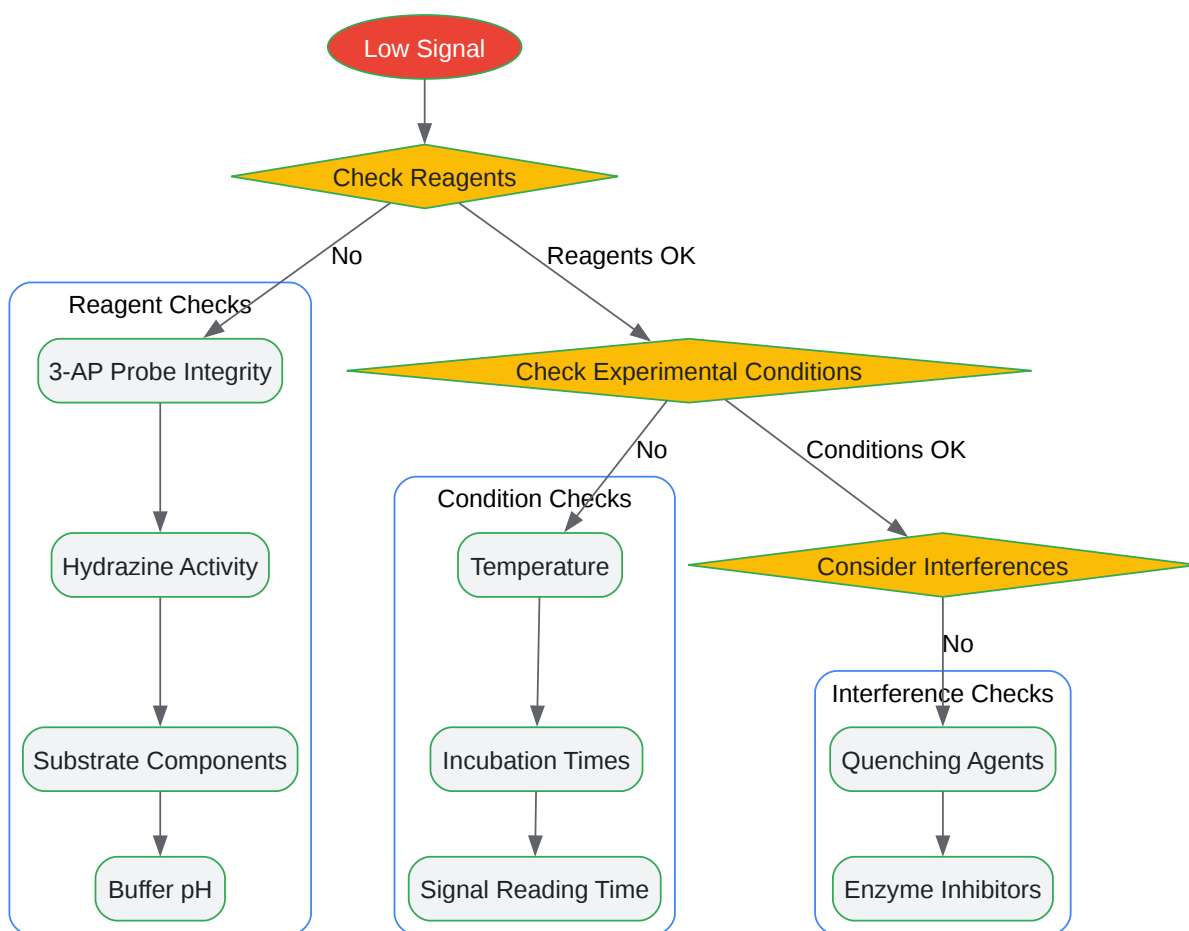 Low Signal
Check Reagents
No
Reagents OK
Reagent Checks
3-AP Probe Integrity
Check Experimental Conditions
No
Conditions OK
Condition Checks
Hydrazine Activity
Temperature
Consider Interferences
No
Interference Checks
Substrate Components
Incubation Times
Quenching Agents
Buffer pH
Signal Reading Time
Enzyme Inhibitors